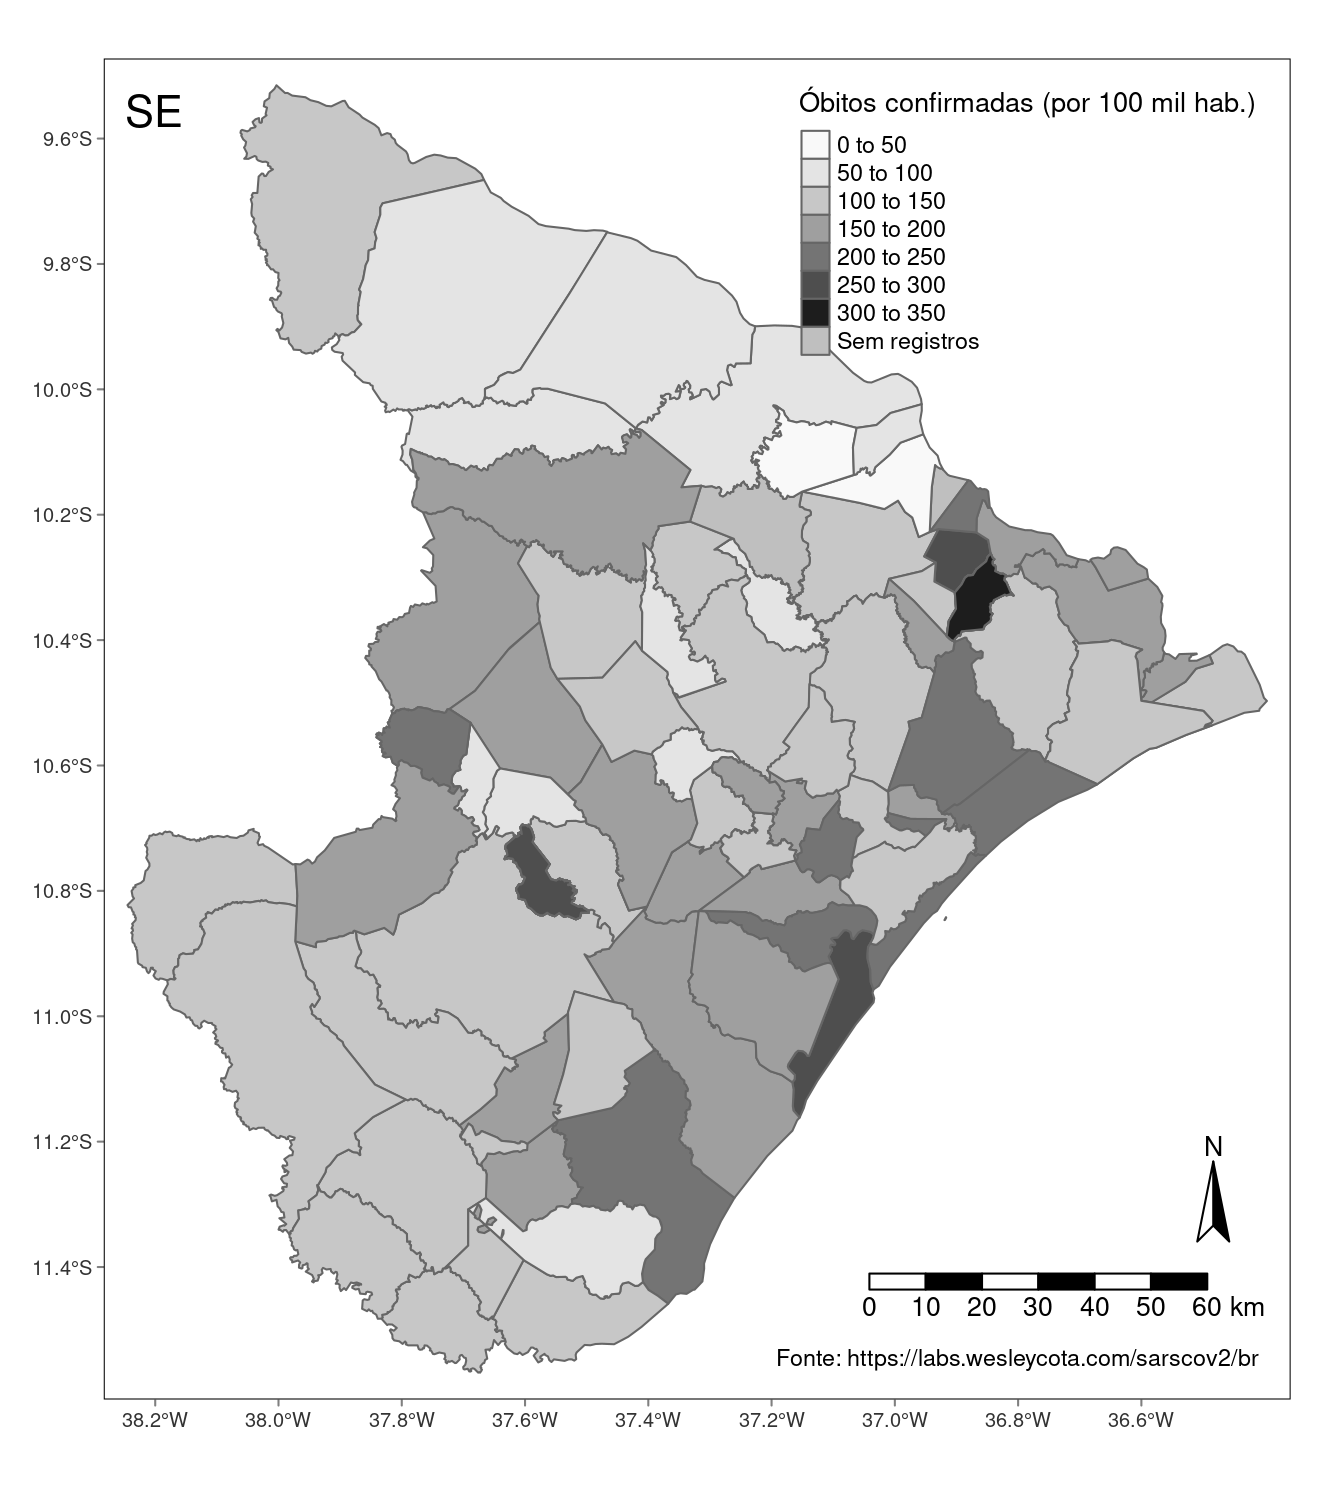 SE
Óbitos confirmadas (por 100 mil hab.)
0 to 50
50 to 100
100 to 150
150 to 200
200 to 250
250 to 300
300 to 350
Sem registros
9.6°S
9.8°S
10.0°S
10.2°S
10.4°S
10.6°S
10.8°S
11.0°S
11.2°S
11.4°S
N
0 10 20 30 40 50 60 km
Fonte: https://labs.wesleycota.com/sarscov2/br
38.2°W 38.0°W 37.8°W 37.6°W 37.4°W 37.2°W 37.0°W 36.8°W 36.6°W